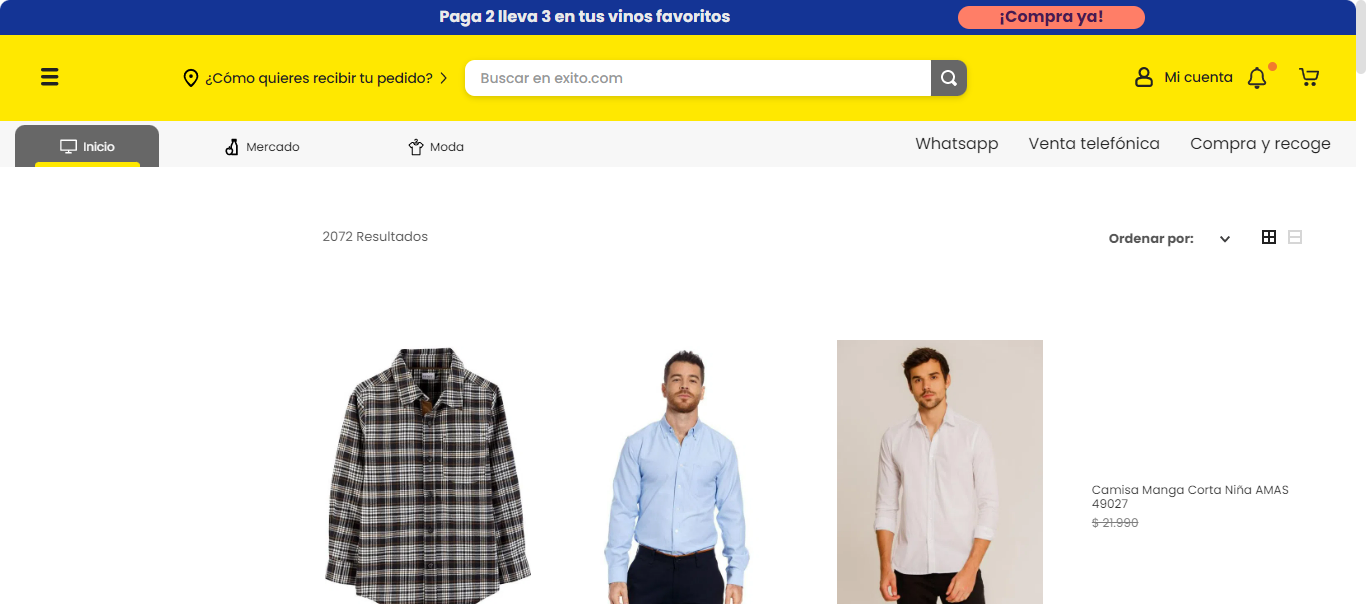 Paga 2 lleva 3 en tus vinos favoritos
¡Compra ya!
¿Cómo quieres recibir tu pedido?
Buscar en exito.com
Mi cuenta
Inicio
Mercado
Moda
Whatsapp
Venta telefónica
Compra y recoge
2072 Resultados
Ordenar por:
Camisa Manga Corta Niña AMAS
49027
$ 21.990